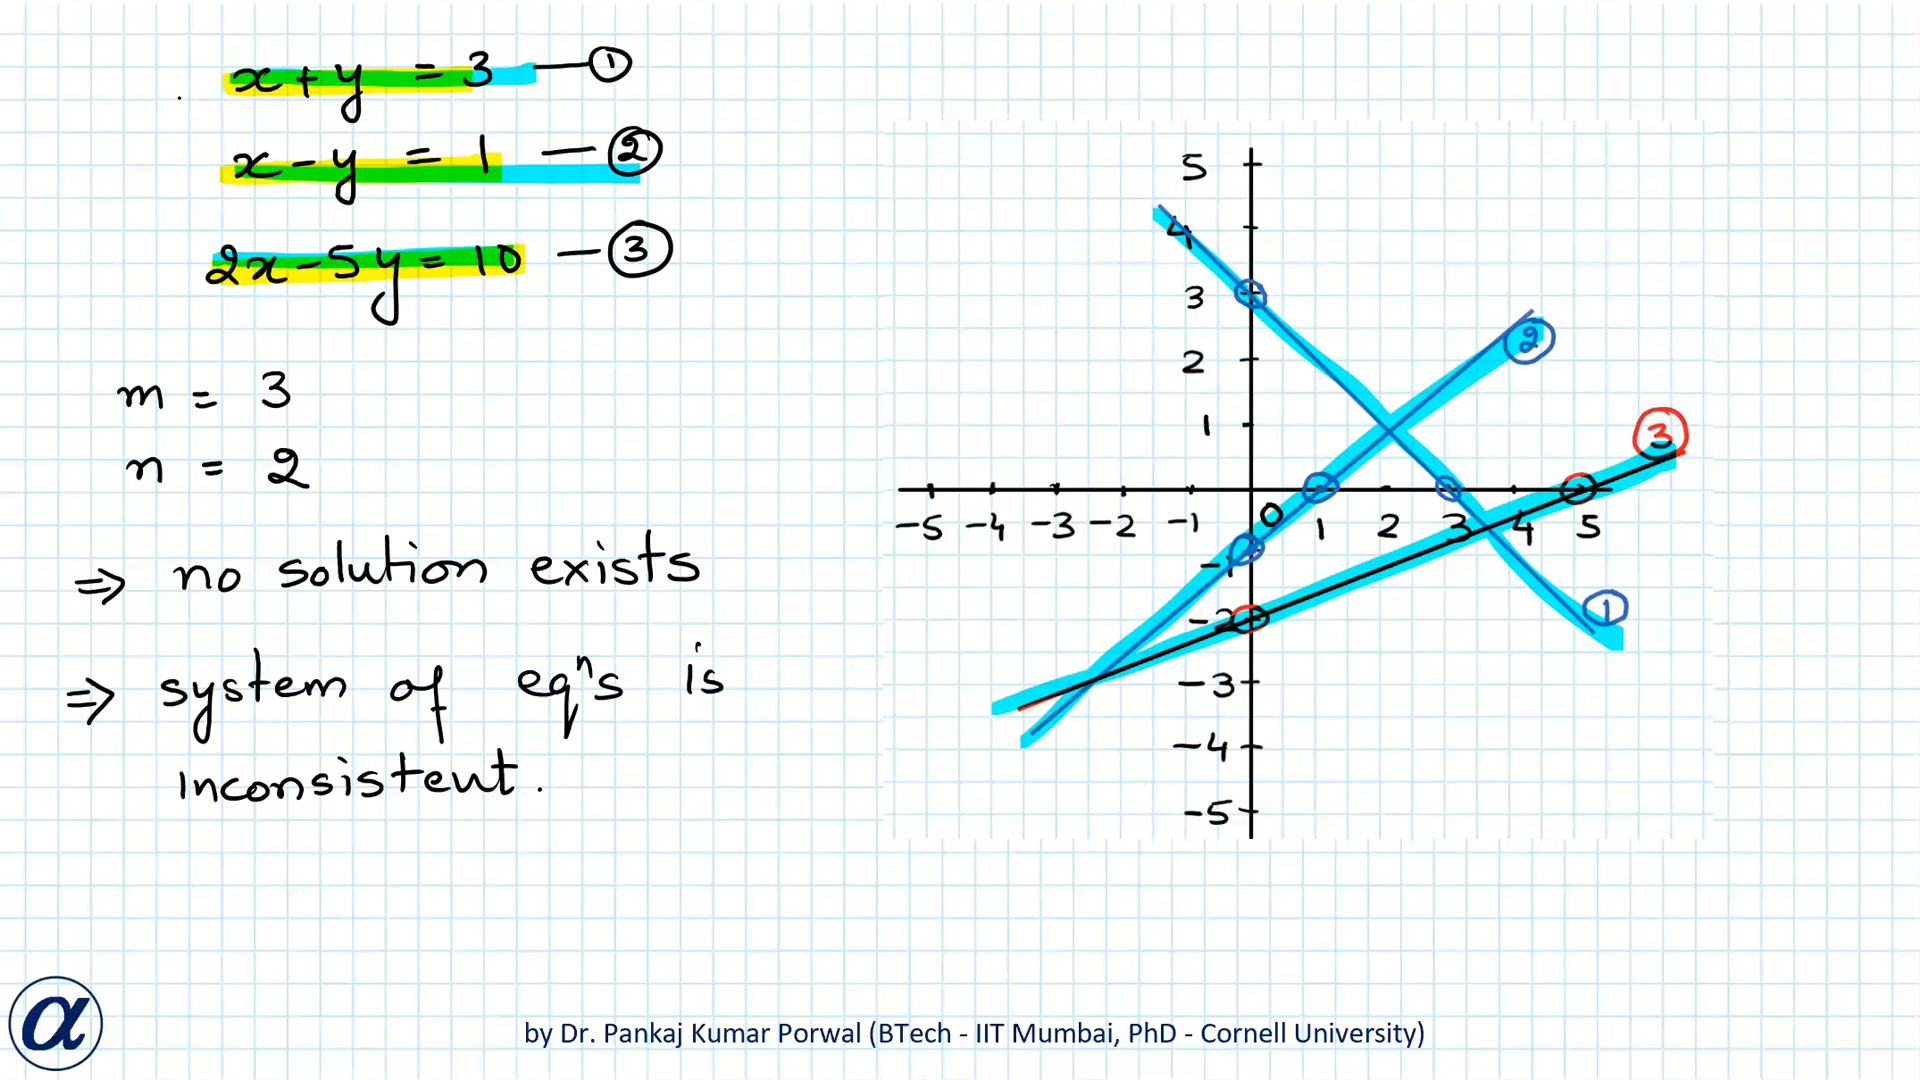 x + y = 3 — ①
x − y = 1 — ②
2x − 5y = 10 — ③
m = 3
n = 2
⇒ no solution exists
⇒ system of eqⁿs is
inconsistent.
5
4
3
2
1
-5 -4 -3 -2 -1 0 1 2 3 4 5
-1
-2
-3
-4
-5
②
③
①
α
by Dr. Pankaj Kumar Porwal (BTech - IIT Mumbai, PhD - Cornell University)